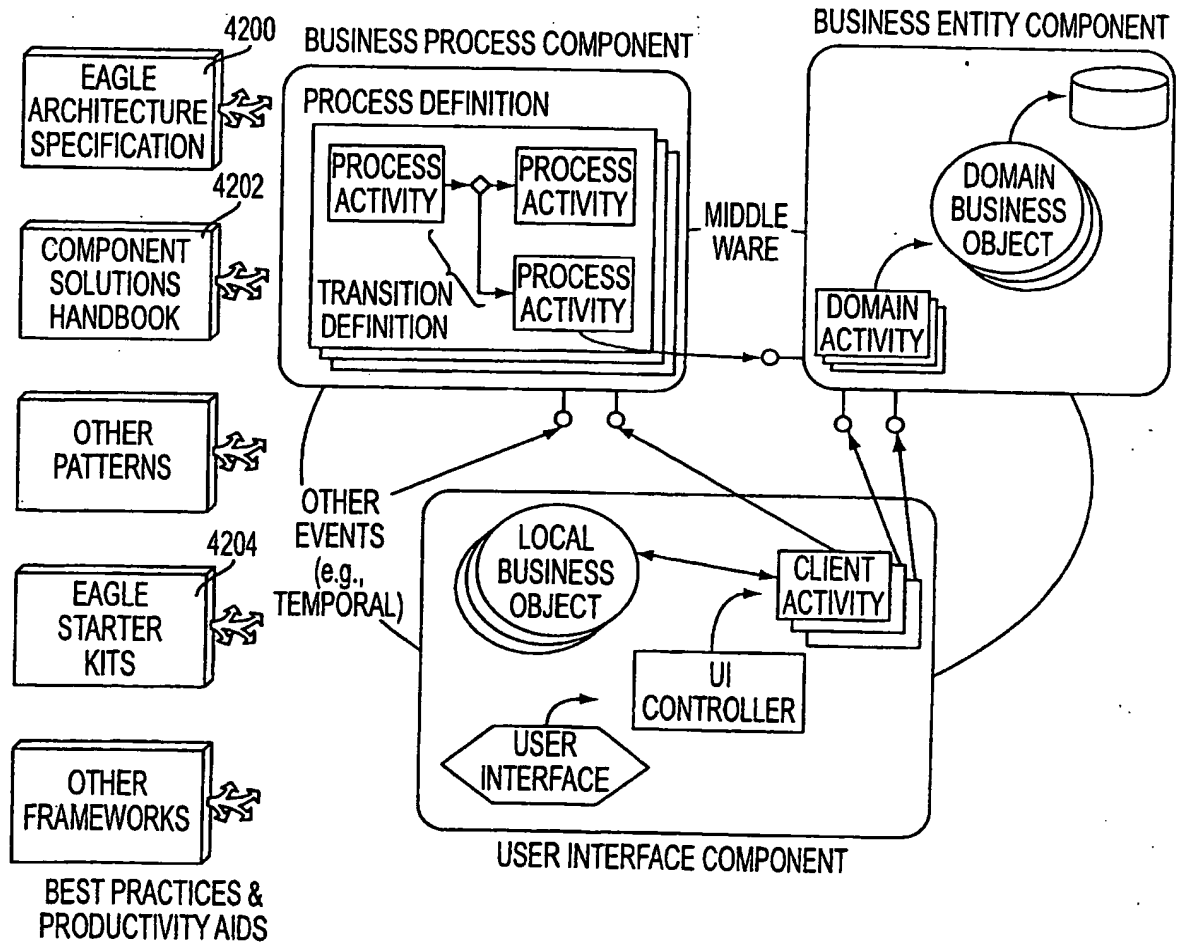 4200
EAGLE
ARCHITECTURE
SPECIFICATION
4202
COMPONENT
SOLUTIONS
HANDBOOK
OTHER
PATTERNS
4204
EAGLE
STARTER
KITS
OTHER
FRAMEWORKS
BEST PRACTICES &
PRODUCTIVITY AIDS
BUSINESS PROCESS COMPONENT
PROCESS DEFINITION
PROCESS
ACTIVITY
PROCESS
ACTIVITY
TRANSITION
DEFINITION
PROCESS
ACTIVITY
MIDDLE
WARE
BUSINESS ENTITY COMPONENT
DOMAIN
BUSINESS
OBJECT
DOMAIN
ACTIVITY
OTHER
EVENTS
(e.g.,
TEMPORAL)
LOCAL
BUSINESS
OBJECT
CLIENT
ACTIVITY
UI
CONTROLLER
USER
INTERFACE
USER INTERFACE COMPONENT